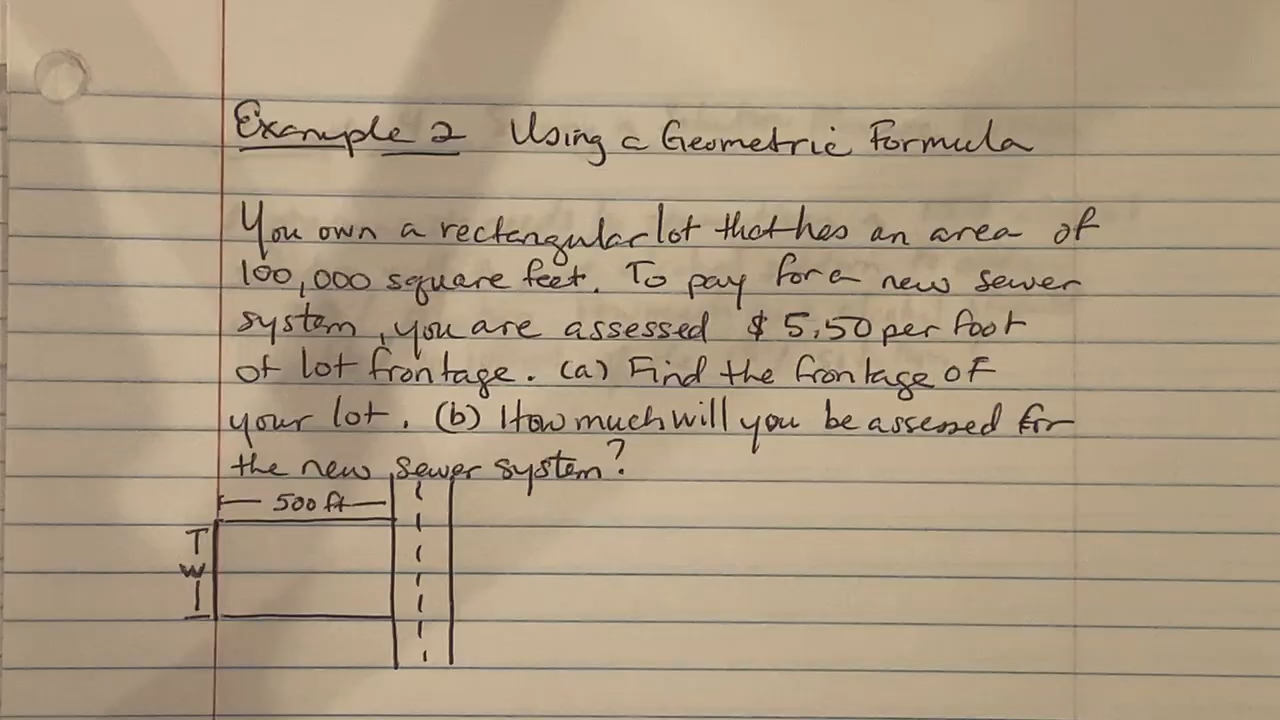 Example 2 Using a Geometric Formula
You own a rectangular lot that has an area of
100,000 square feet. To pay for a new sewer
system, you are assessed $5.50 per foot
of lot frontage. (a) Find the frontage of
your lot. (b) How much will you be assessed for
the new sewer system?
500 ft
W